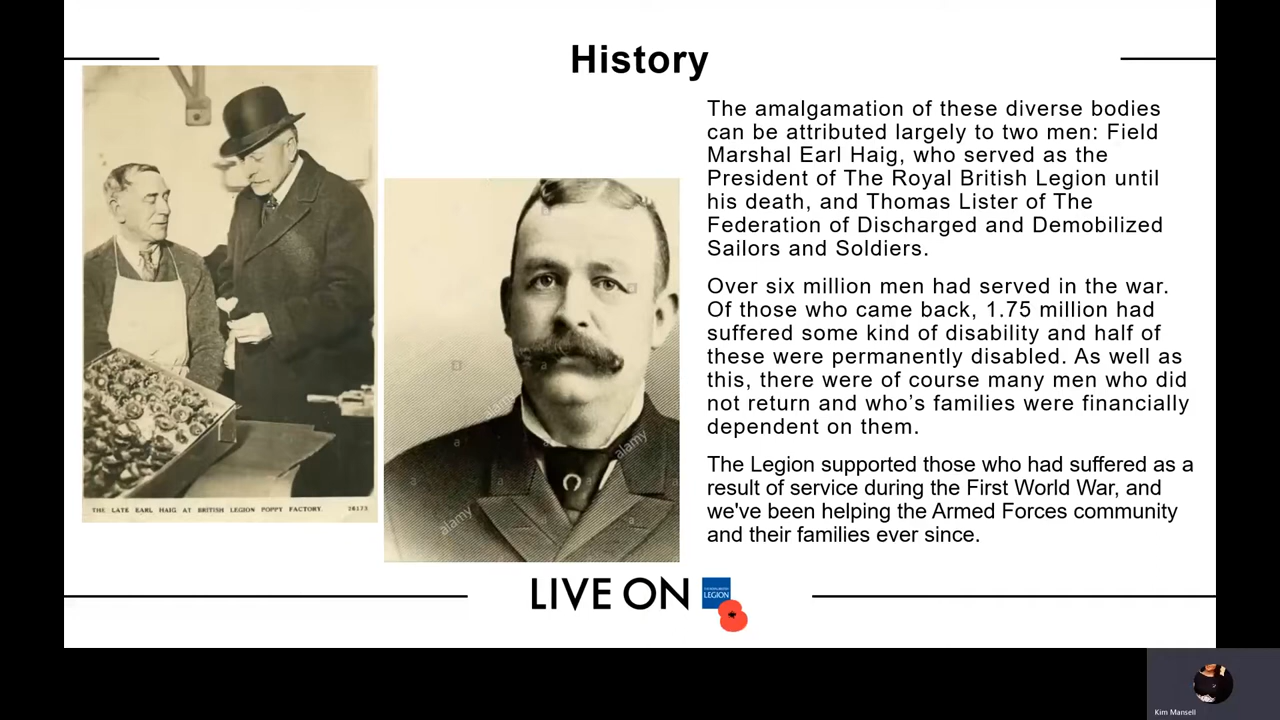 History
The amalgamation of these diverse bodies
can be attributed largely to two men: Field
Marshal Earl Haig, who served as the
President of The Royal British Legion until
his death, and Thomas Lister of The
Federation of Discharged and Demobilized
Sailors and Soldiers.
Over six million men had served in the war.
Of those who came back, 1.75 million had
suffered some kind of disability and half of
these were permanently disabled. As well as
this, there were of course many men who did
not return and who’s families were financially
dependent on them.
The Legion supported those who had suffered as a
result of service during the First World War, and
we've been helping the Armed Forces community
and their families ever since.
THE LATE EARL HAIG AT BRITISH LEGION POPPY FACTORY.
a
a
a
a
a
alamy
alamy
alamy
LIVE ON
LEGION
Kim Mansell